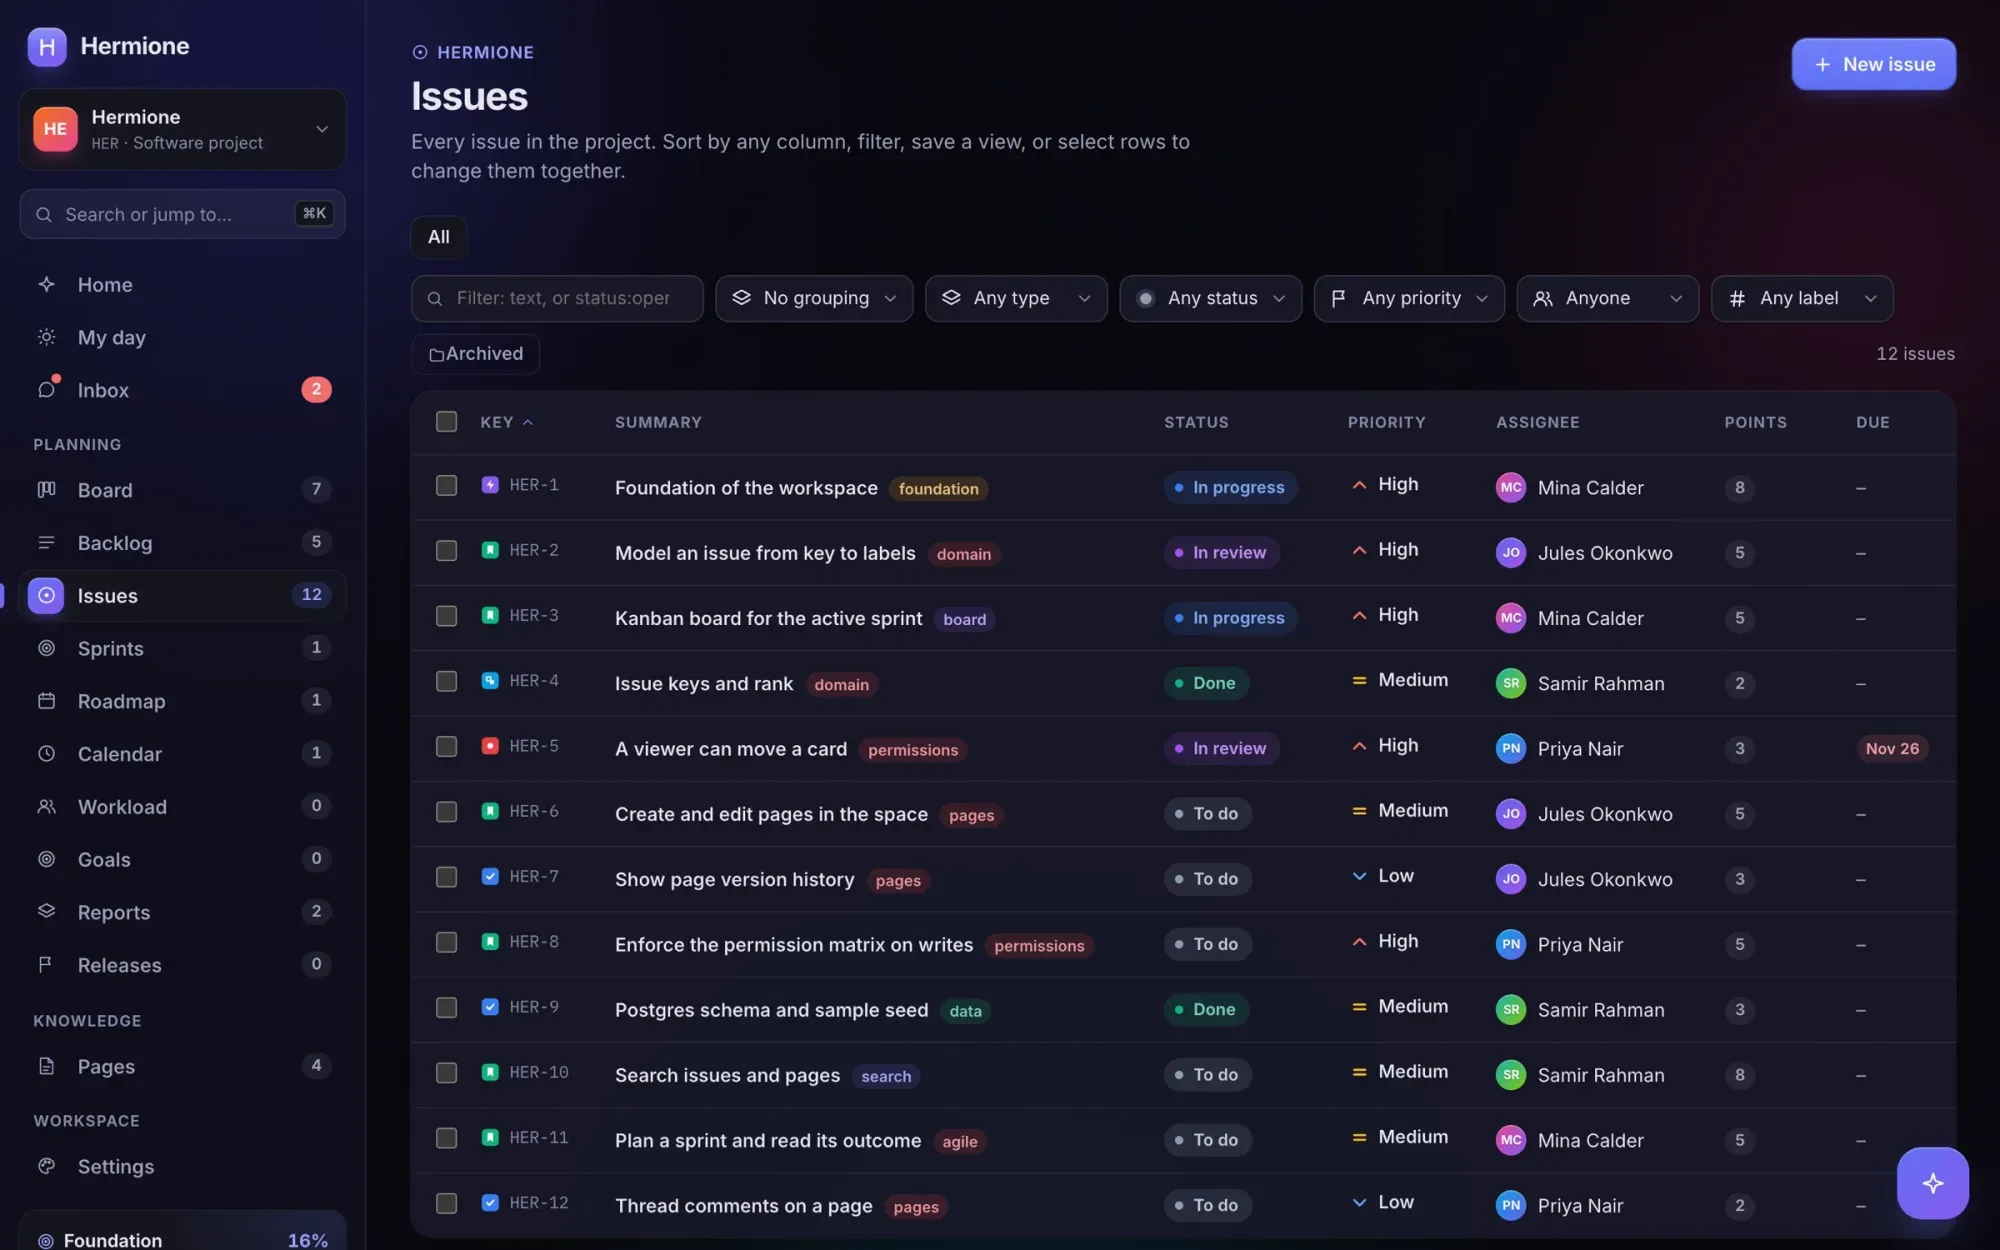 H Hermione
HE Hermione
HER · Software project
Search or jump to... ⌘K
Home
My day
Inbox 2
PLANNING
Board 7
Backlog 5
Issues 12
Sprints 1
Roadmap 1
Calendar 1
Workload 0
Goals 0
Reports 2
Releases 0
KNOWLEDGE
Pages 4
WORKSPACE
Settings
Foundation 16%
HERMIONE
Issues
Every issue in the project. Sort by any column, filter, save a view, or select rows to
change them together.
+ New issue
All
Filter: text, or status:oper No grouping Any type Any status Any priority Anyone # Any label
Archived 12 issues
KEY SUMMARY STATUS PRIORITY ASSIGNEE POINTS DUE
HER-1 Foundation of the workspace foundation In progress High MC Mina Calder 8 –
HER-2 Model an issue from key to labels domain In review High JO Jules Okonkwo 5 –
HER-3 Kanban board for the active sprint board In progress High MC Mina Calder 5 –
HER-4 Issue keys and rank domain Done Medium SR Samir Rahman 2 –
HER-5 A viewer can move a card permissions In review High PN Priya Nair 3 Nov 26
HER-6 Create and edit pages in the space pages To do Medium JO Jules Okonkwo 5 –
HER-7 Show page version history pages To do Low JO Jules Okonkwo 3 –
HER-8 Enforce the permission matrix on writes permissions To do High PN Priya Nair 5 –
HER-9 Postgres schema and sample seed data Done Medium SR Samir Rahman 3 –
HER-10 Search issues and pages search To do Medium SR Samir Rahman 8 –
HER-11 Plan a sprint and read its outcome agile To do Medium MC Mina Calder 5 –
HER-12 Thread comments on a page pages To do Low PN Priya Nair 2 –